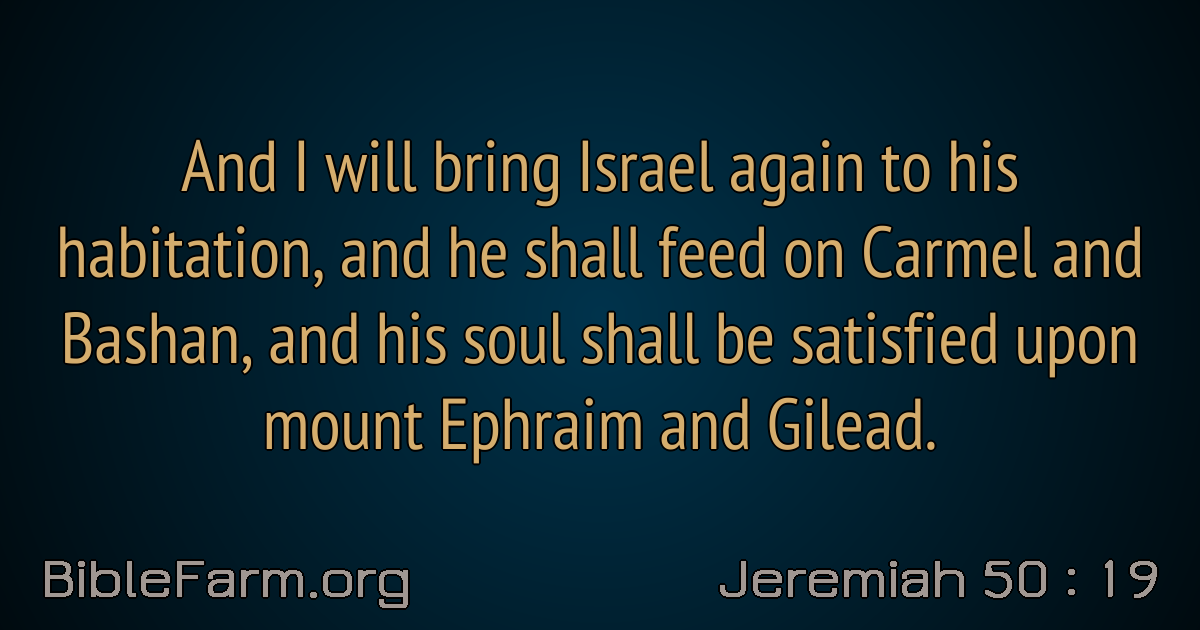 And I will bring Israel again to his
habitation, and he shall feed on Carmel and
Bashan, and his soul shall be satisfied upon
mount Ephraim and Gilead.
BibleFarm.org
Jeremiah 50 : 19